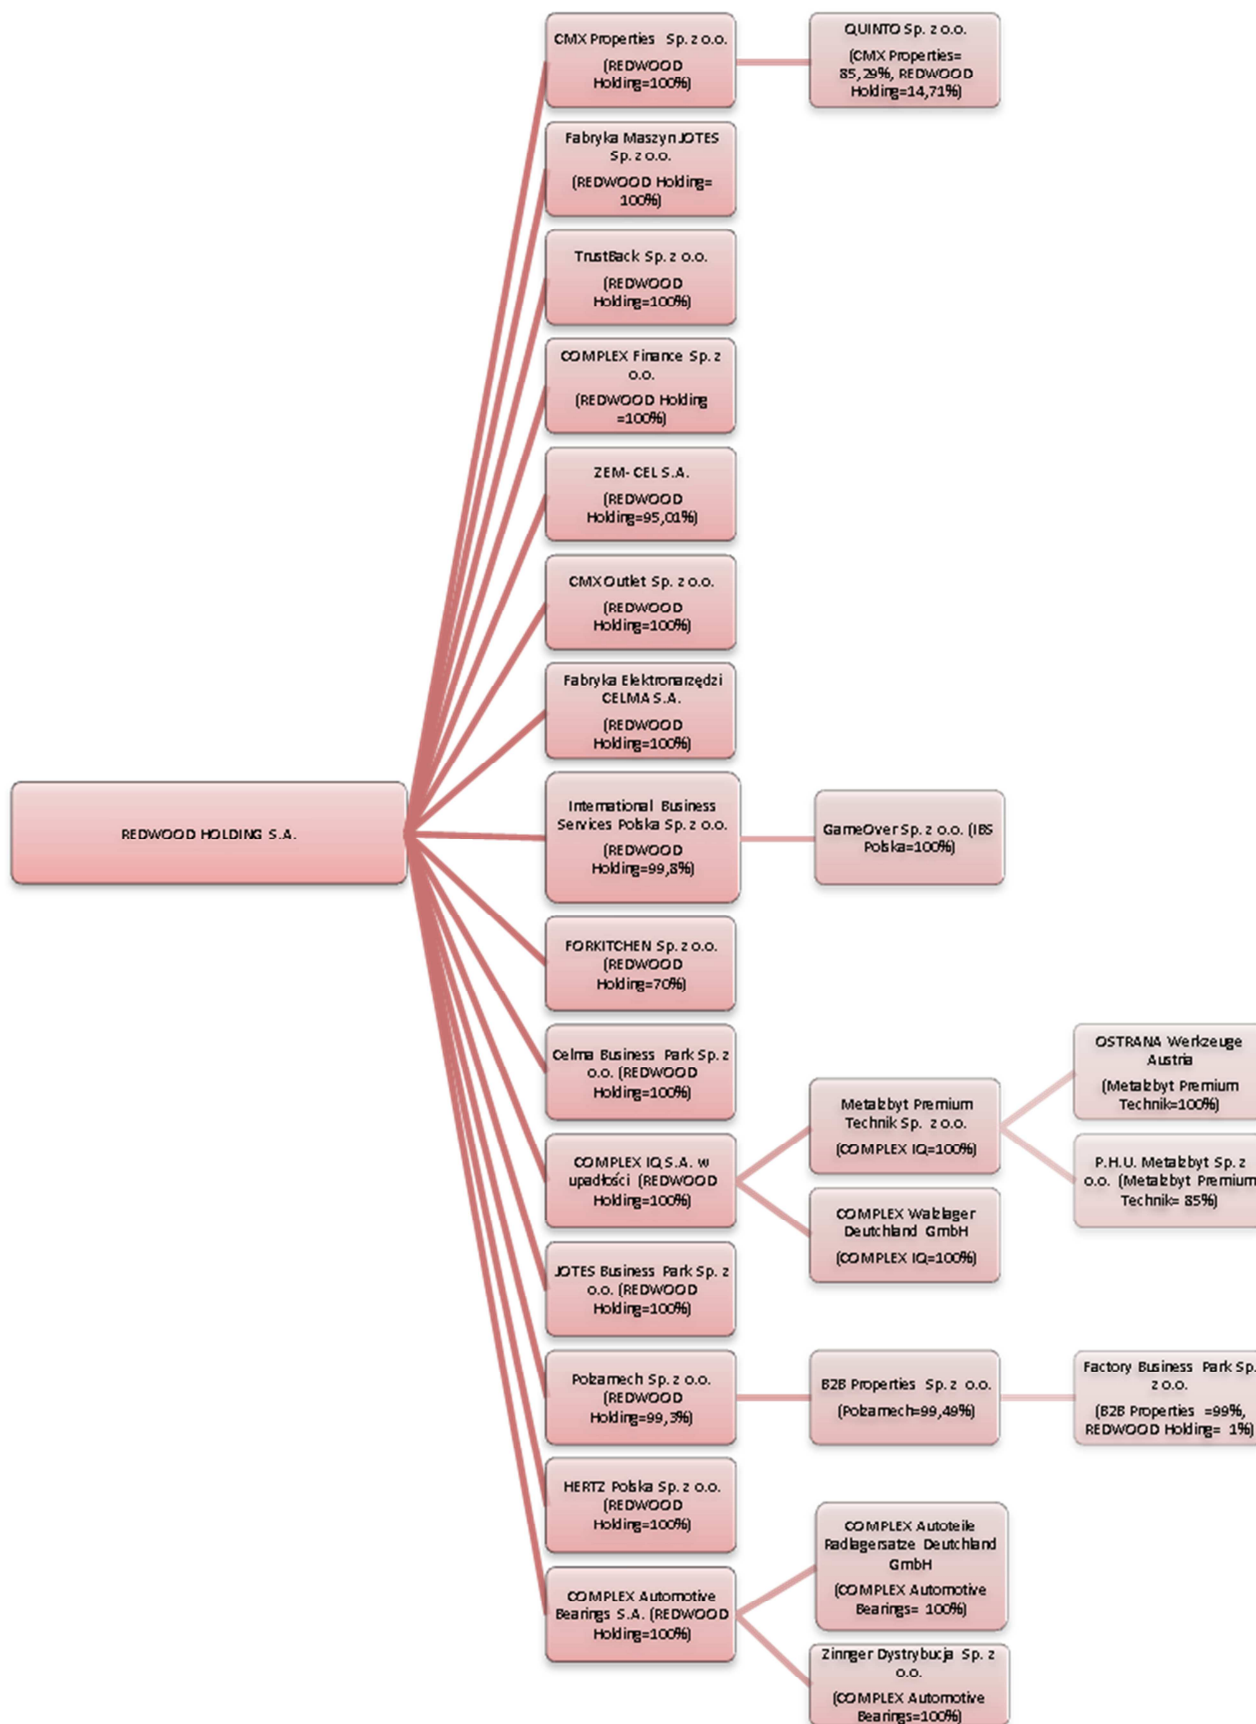 CMX Properties Sp. z o.o.
(REDWOOD
Holding=100%)
QUINTO Sp. z o.o.
(CMX Properties=
85,29%, REDWOOD
Holding=14,71%)
Fabryka Maszyn JOTES
Sp. z o.o.
(REDWOOD Holding=
100%)
TrustBack Sp. z o.o.
(REDWOOD
Holding=100%)
COMPLEX Finance Sp. z
o.o.
(REDWOOD Holding
=100%)
ZEM- CEL S.A.
(REDWOOD
Holding=95,01%)
CMX Outlet Sp. z o.o.
(REDWOOD
Holding=100%)
Fabryka Elektronarzędzi
CELMA S.A.
(REDWOOD
Holding=100%)
REDWOOD HOLDING S.A.
International Business
Services Polska Sp. z o.o.
(REDWOOD
Holding=99,8%)
GameOver Sp. z o.o. (IBS
Polska=100%)
FORKITCHEN Sp. z o.o.
(REDWOOD
Holding=70%)
Celma Business Park Sp. z
o.o. (REDWOOD
Holding=100%)
COMPLEX IQ S.A. w
upadłości (REDWOOD
Holding=100%)
Metalzbyt Premium
Technik Sp. z o.o.
(COMPLEX IQ=100%)
OSTRANA Werkzeuge
Austria
(Metalzbyt Premium
Technik=100%)
P.H.U. Metalzbyt Sp. z
o.o. (Metalzbyt Premium
Technik= 85%)
COMPLEX Walzlager
Deutchland GmbH
(COMPLEX IQ=100%)
JOTES Business Park Sp. z
o.o. (REDWOOD
Holding=100%)
Polzamech Sp. z o.o.
(REDWOOD
Holding=99,3%)
B2B Properties Sp. z o.o.
(Polzamech=99,49%)
Factory Business Park Sp.
z o.o.
(B2B Properties =99%,
REDWOOD Holding= 1%)
HERTZ Polska Sp. z o.o.
(REDWOOD
Holding=100%)
COMPLEX Automotive
Bearings S.A. (REDWOOD
Holding=100%)
COMPLEX Autoteile
Radlagersatze Deutchland
GmbH
(COMPLEX Automotive
Bearings= 100%)
Zinnger Dystrybucja Sp. z
o.o.
(COMPLEX Automotive
Bearings=100%)